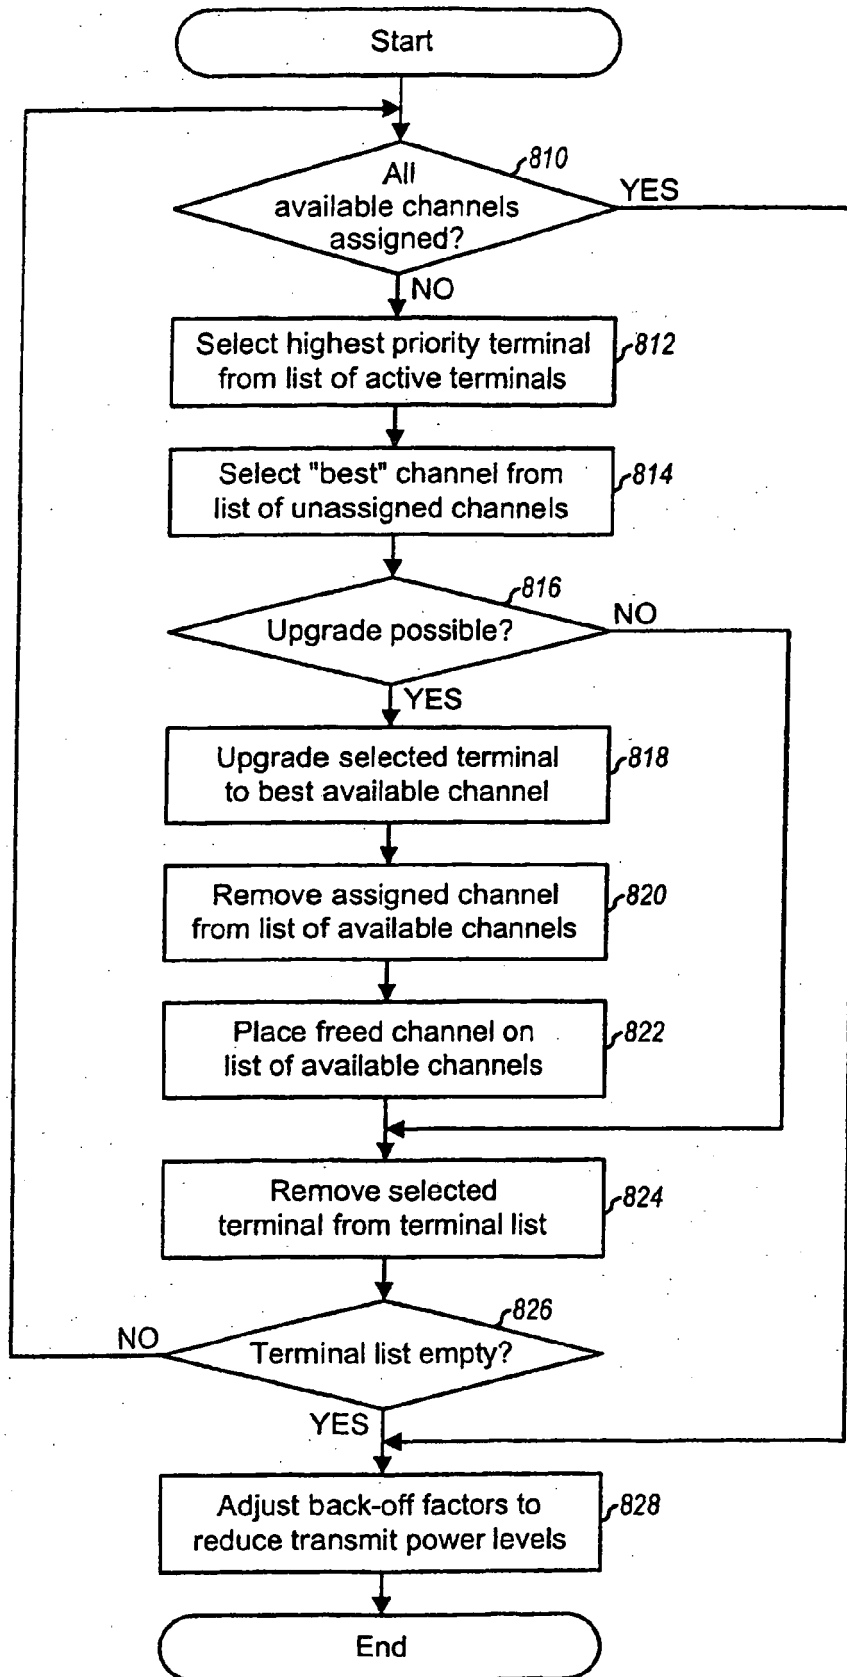 Start
810
All
available channels
assigned?
YES
NO
Select highest priority terminal
from list of active terminals
812
Select "best" channel from
list of unassigned channels
814
816
Upgrade possible?
NO
YES
Upgrade selected terminal
to best available channel
818
Remove assigned channel
from list of available channels
820
Place freed channel on
list of available channels
822
Remove selected
terminal from terminal list
824
826
NO
Terminal list empty?
YES
Adjust back-off factors to
reduce transmit power levels
828
End